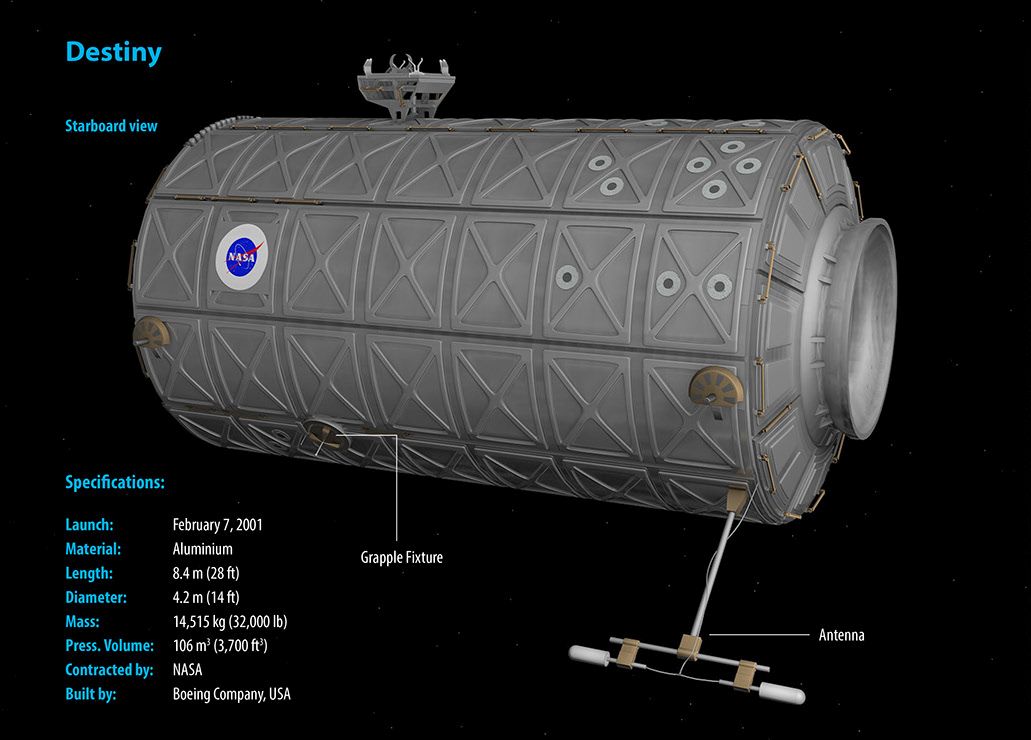 Destiny
Starboard view
NASA
Specifications:
Launch: February 7, 2001
Material: Aluminium
Length: 8.4 m (28 ft)
Diameter: 4.2 m (14 ft)
Mass: 14,515 kg (32,000 lb)
Press. Volume: 106 m³ (3,700 ft³)
Contracted by: NASA
Built by: Boeing Company, USA
Grapple Fixture
Antenna